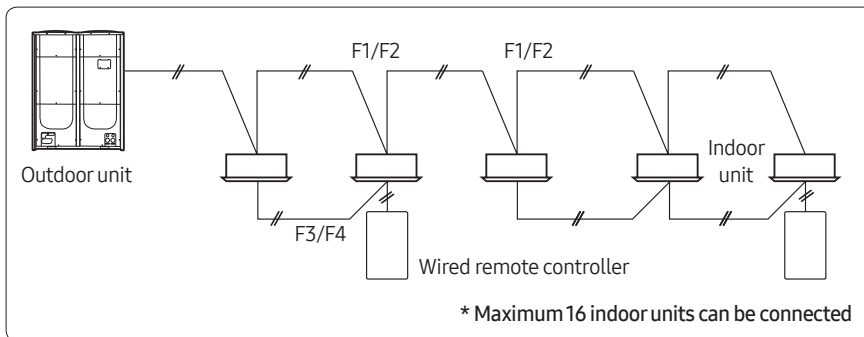 F1/F2
F1/F2
Outdoor unit
Indoor
unit
F3/F4
Wired remote controller
* Maximum 16 indoor units can be connected